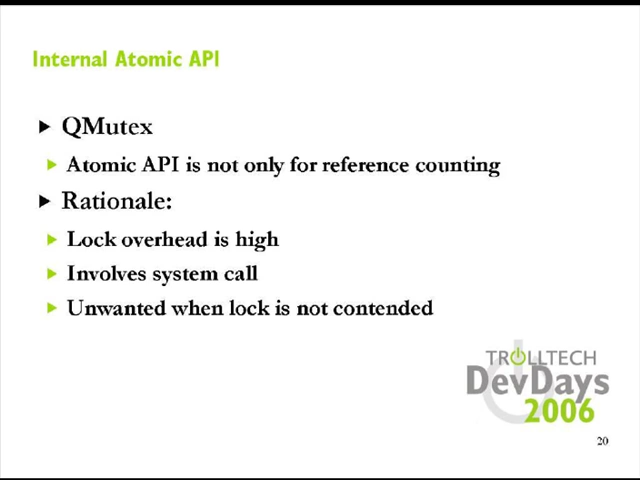 Internal Atomic API
QMutex
Atomic API is not only for reference counting
Rationale:
Lock overhead is high
Involves system call
Unwanted when lock is not contended
TROLLTECH
DevDays
2006
20